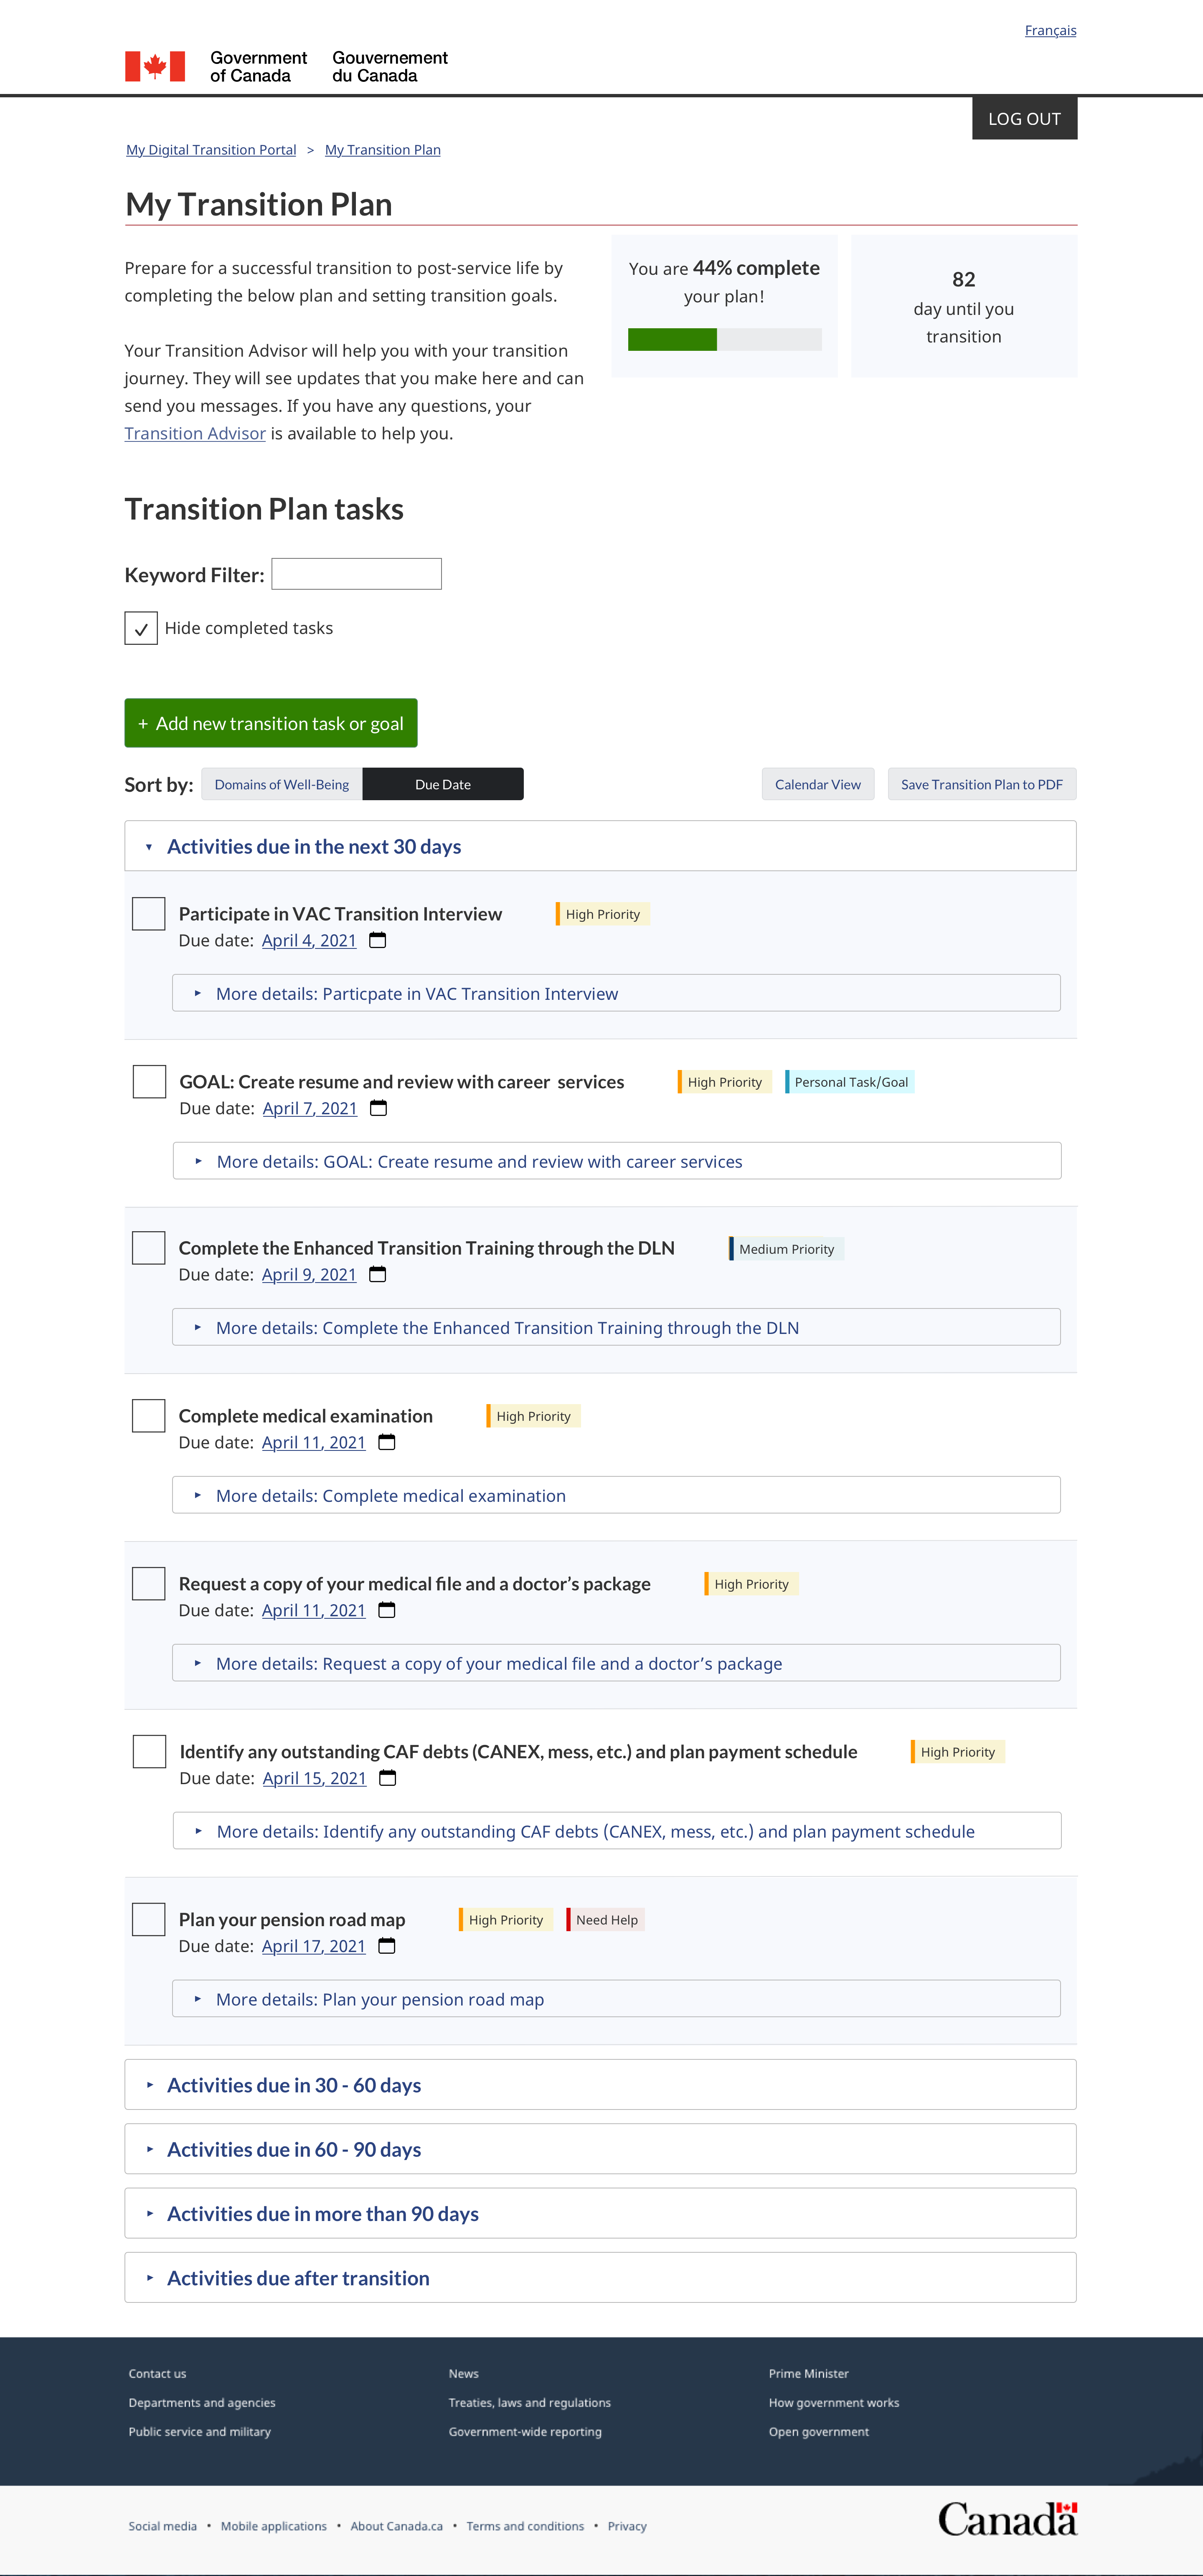 Français
Government
of Canada
Gouvernement
du Canada
LOG OUT
My Digital Transition Portal > My Transition Plan
My Transition Plan
Prepare for a successful transition to post-service life by
completing the below plan and setting transition goals.
Your Transition Advisor will help you with your transition
journey. They will see updates that you make here and can
send you messages. If you have any questions, your
Transition Advisor is available to help you.
You are 44% complete
your plan!
82
day until you
transition
Transition Plan tasks
Keyword Filter:
Hide completed tasks
+ Add new transition task or goal
Sort by: Domains of Well-Being Due Date Calendar View Save Transition Plan to PDF
Activities due in the next 30 days
Participate in VAC Transition Interview High Priority
Due date: April 4, 2021
More details: Particpate in VAC Transition Interview
GOAL: Create resume and review with career services High Priority Personal Task/Goal
Due date: April 7, 2021
More details: GOAL: Create resume and review with career services
Complete the Enhanced Transition Training through the DLN Medium Priority
Due date: April 9, 2021
More details: Complete the Enhanced Transition Training through the DLN
Complete medical examination High Priority
Due date: April 11, 2021
More details: Complete medical examination
Request a copy of your medical file and a doctor’s package High Priority
Due date: April 11, 2021
More details: Request a copy of your medical file and a doctor’s package
Identify any outstanding CAF debts (CANEX, mess, etc.) and plan payment schedule High Priority
Due date: April 15, 2021
More details: Identify any outstanding CAF debts (CANEX, mess, etc.) and plan payment schedule
Plan your pension road map High Priority Need Help
Due date: April 17, 2021
More details: Plan your pension road map
Activities due in 30 - 60 days
Activities due in 60 - 90 days
Activities due in more than 90 days
Activities due after transition
Contact us News Prime Minister
Departments and agencies Treaties, laws and regulations How government works
Public service and military Government-wide reporting Open government
Social media • Mobile applications • About Canada.ca • Terms and conditions • Privacy
Canada